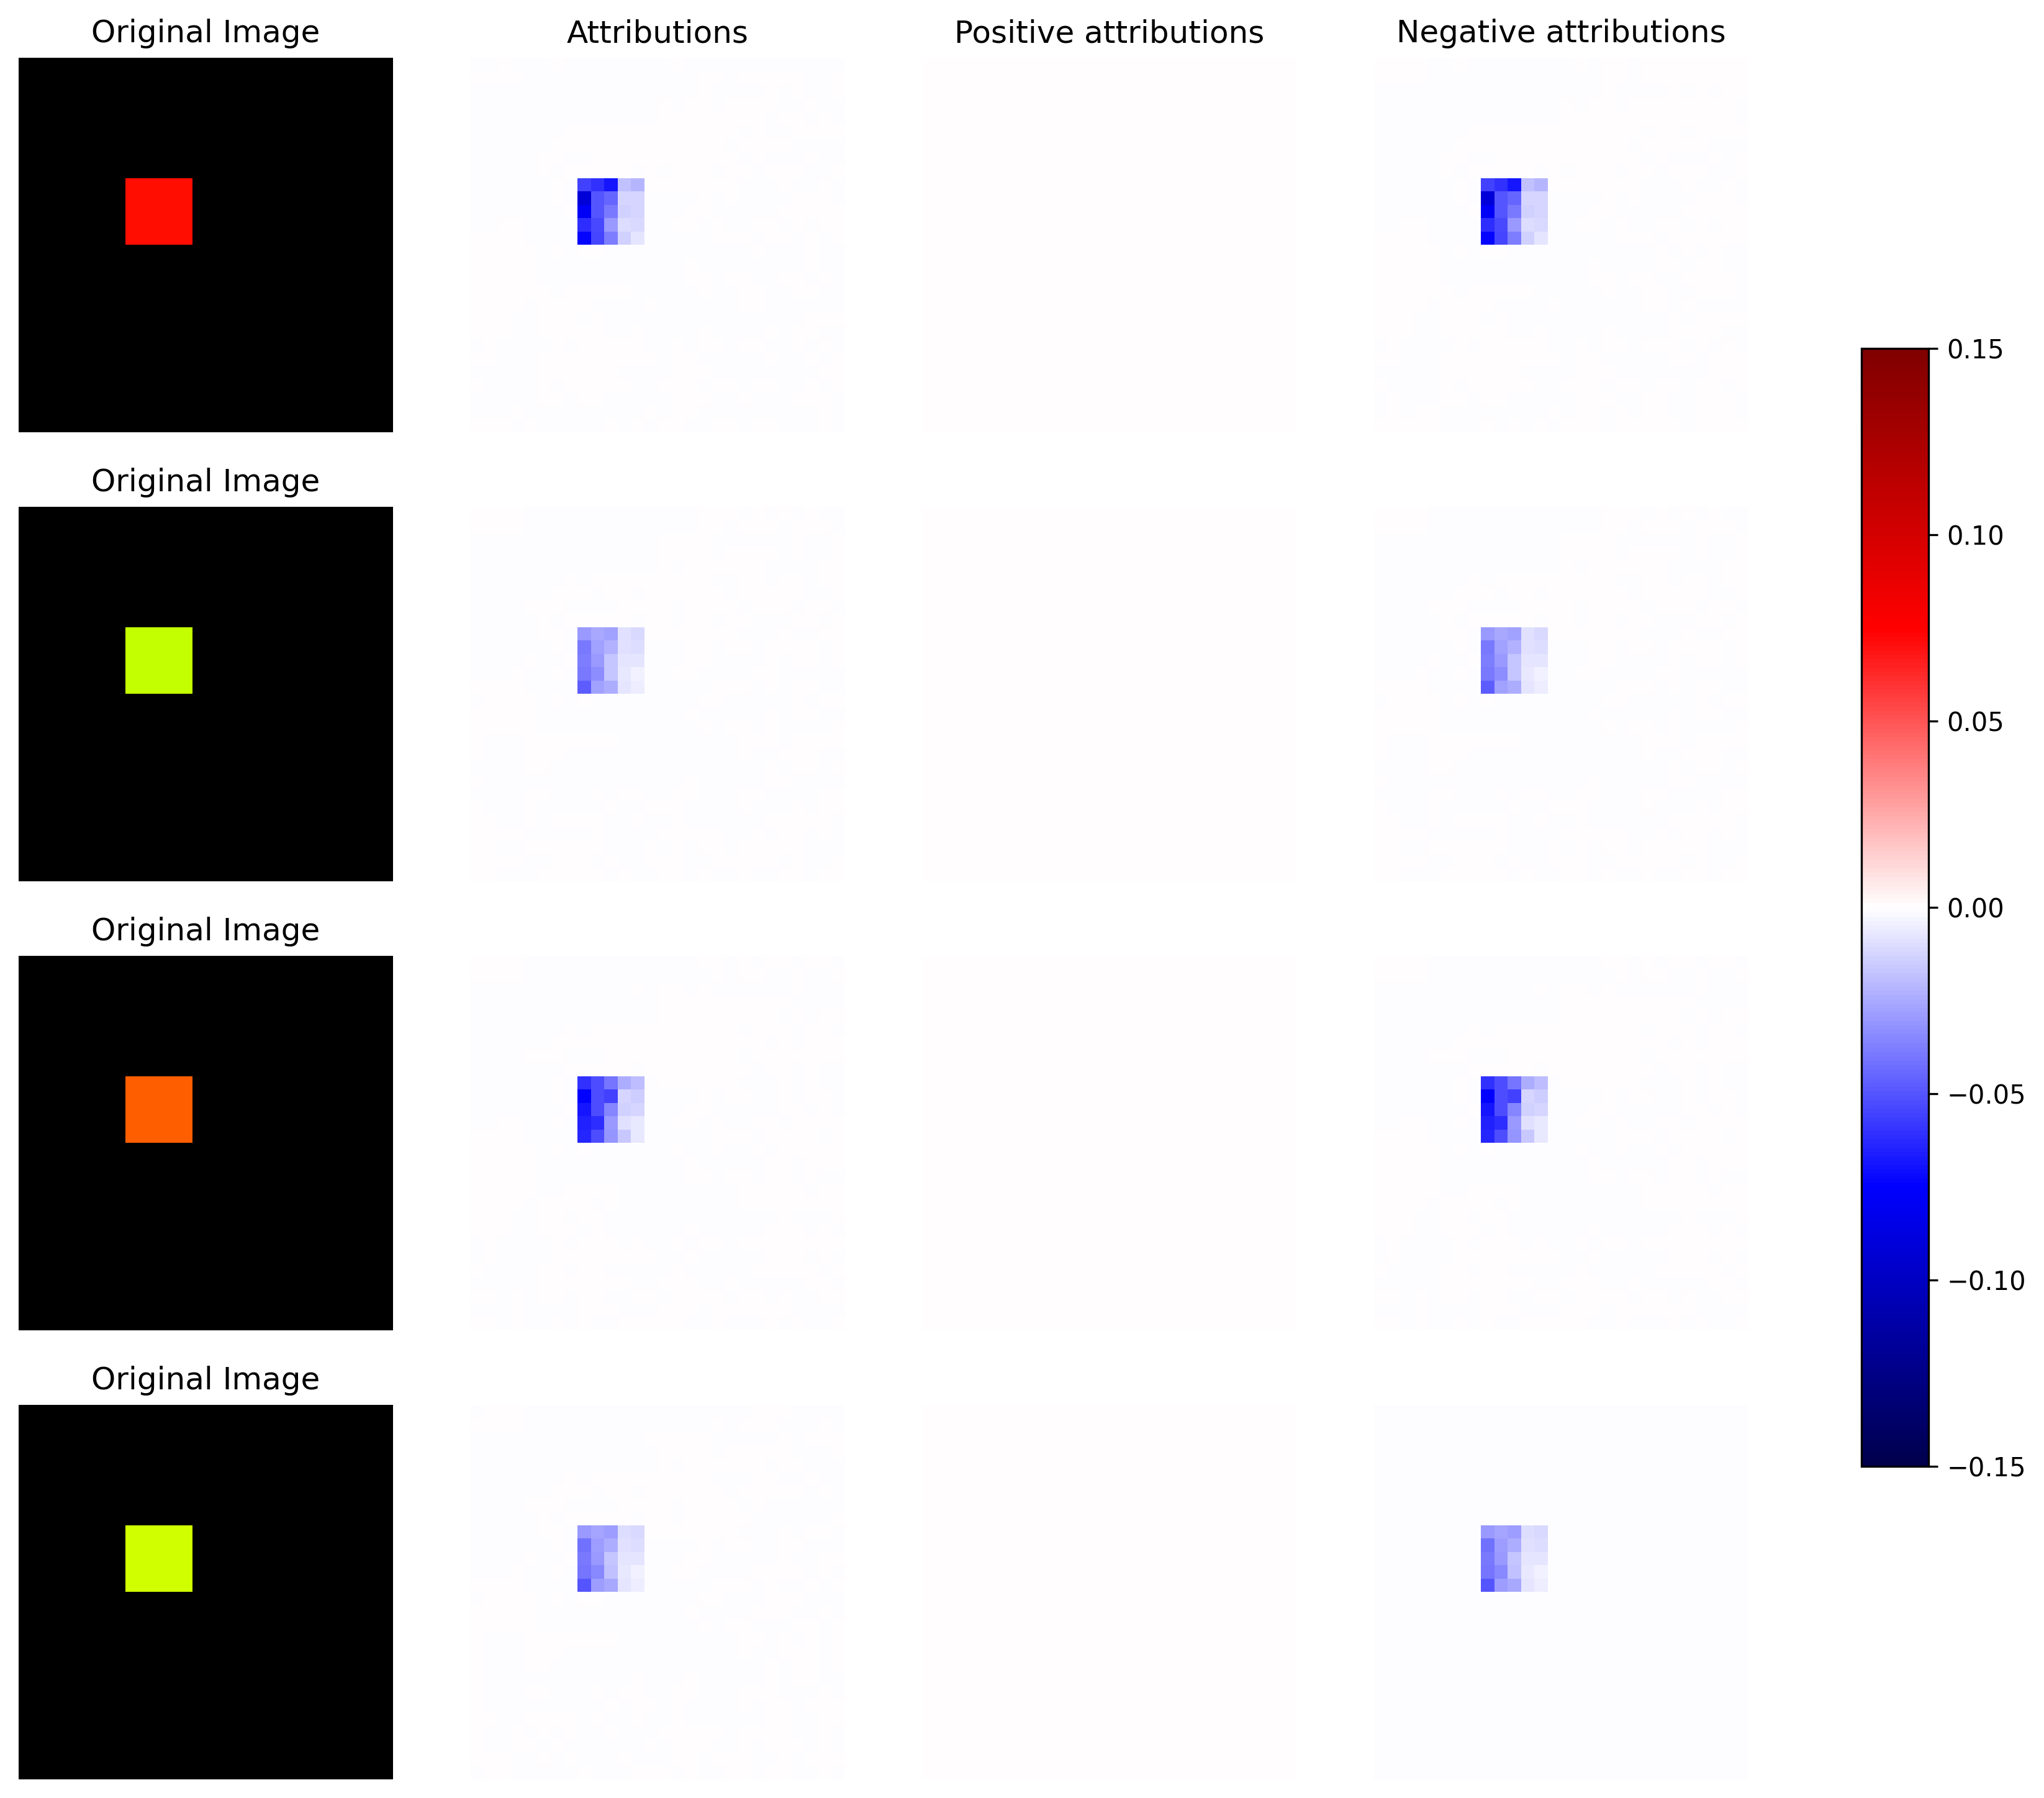 Original Image
Attributions
Positive attributions
Negative attributions
Original Image
Original Image
Original Image
0.15
0.10
0.05
0.00
−0.05
−0.10
−0.15